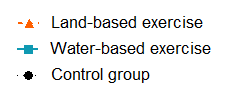 Land-based exercise
Water-based exercise
Control group